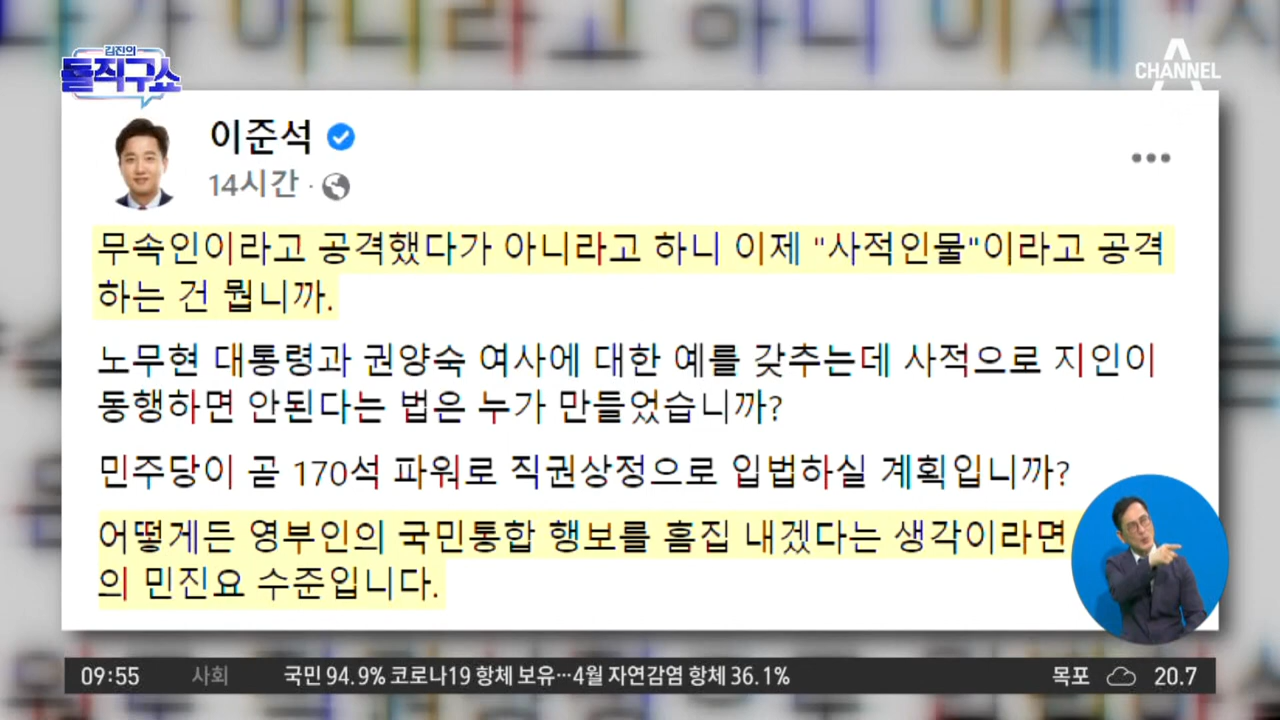 김진의
돌직구쇼
CHANNEL A
이준석
14시간 ·
무속인이라고 공격했다가 아니라고 하니 이제 "사적인물"이라고 공격
하는 건 뭡니까.
노무현 대통령과 권양숙 여사에 대한 예를 갖추는데 사적으로 지인이
동행하면 안된다는 법은 누가 만들었습니까?
민주당이 곧 170석 파워로 직권상정으로 입법하실 계획입니까?
어떻게든 영부인의 국민통합 행보를 흠집 내겠다는 생각이라면
의 민진요 수준입니다.
09:55 사회 국민 94.9% 코로나19 항체 보유…4월 자연감염 항체 36.1% 목포 20.7